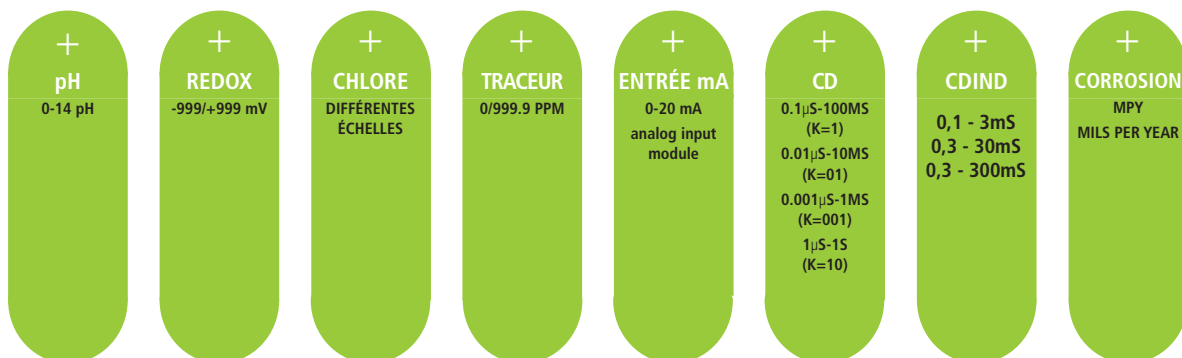 +
pH
0-14 pH
+
REDOX
-999/+999 mV
+
CHLORE
DIFFÉRENTES
ÉCHELLES
+
TRACEUR
0/999.9 PPM
+
ENTRÉE mA
0-20 mA
analog input
module
+
CD
0.1µS-100MS
(K=1)
0.01µS-10MS
(K=01)
0.001µS-1MS
(K=001)
1µS-1S
(K=10)
+
CDIND
0,1 - 3mS
0,3 - 30mS
0,3 - 300mS
+
CORROSION
MPY
MILS PER YEAR